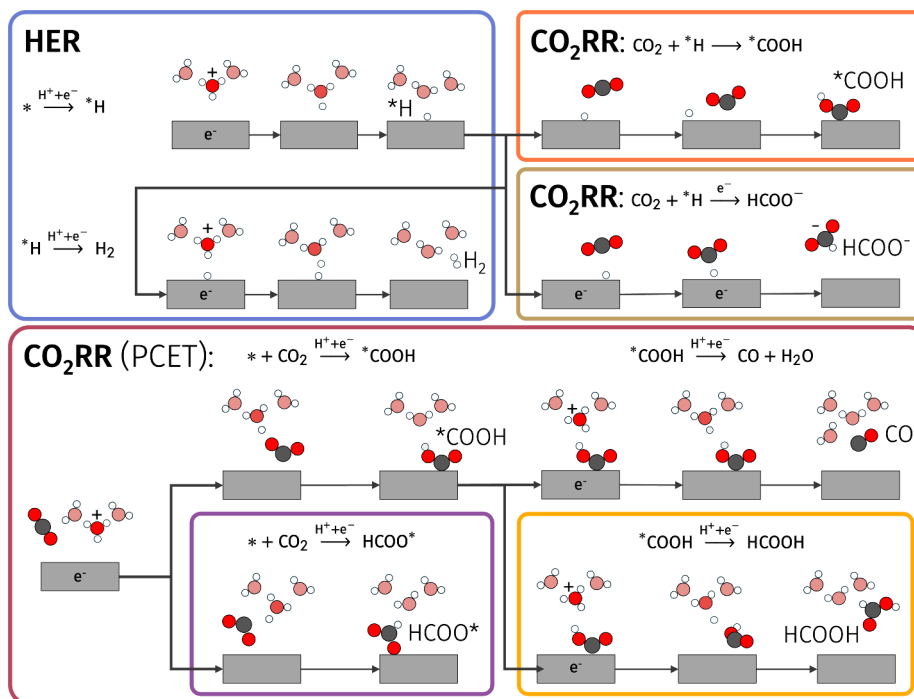 HER
* H⁺+e⁻ → *H
+
e⁻
*H
*H H⁺+e⁻ → H₂
+
e⁻
H₂
CO₂RR: CO₂ + *H → *COOH
*COOH
CO₂RR: CO₂ + *H e⁻ → HCOO⁻
e⁻
e⁻
-
HCOO⁻
CO₂RR (PCET):
* + CO₂ H⁺+e⁻ → *COOH
*COOH H⁺+e⁻ → CO + H₂O
*COOH
+
e⁻
CO
+
e⁻
* + CO₂ H⁺+e⁻ → HCOO*
HCOO*
*COOH H⁺+e⁻ → HCOOH
+
e⁻
HCOOH